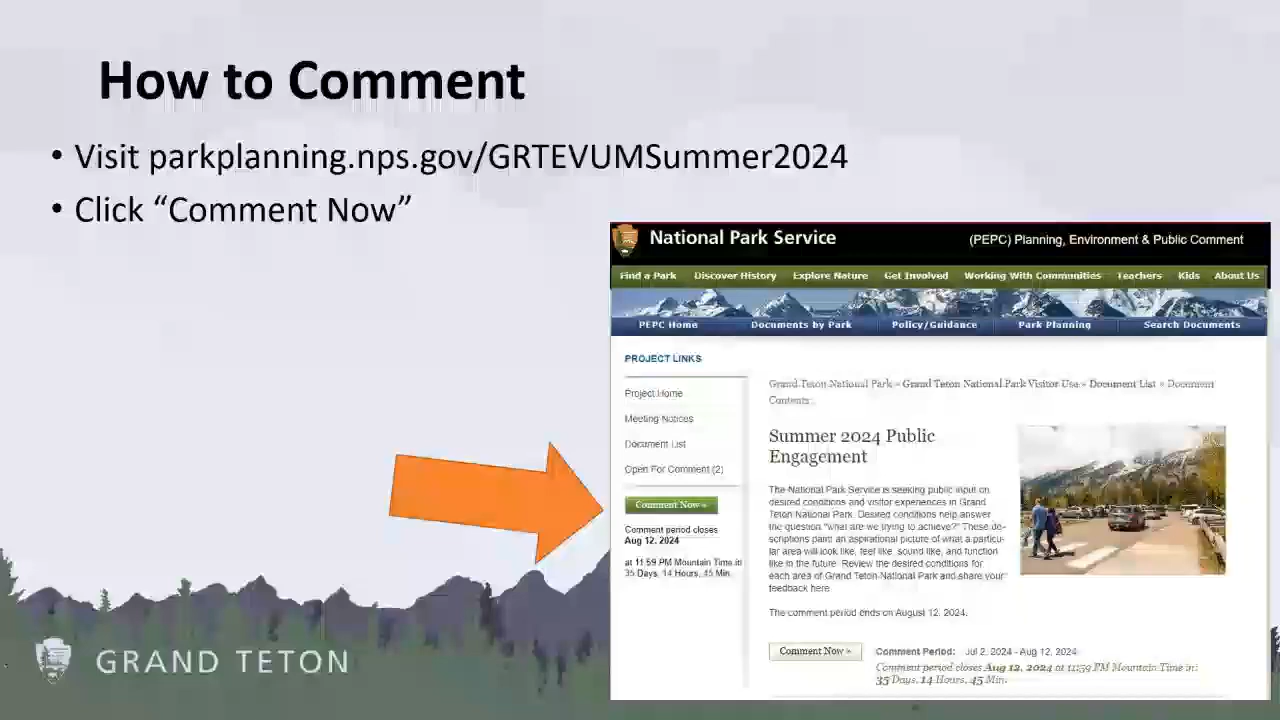 How to Comment
• Visit parkplanning.nps.gov/GRTEVUMSummer2024
• Click “Comment Now”
National Park Service
(PEPC) Planning, Environment & Public Comment
Find a Park Discover History Explore Nature Get Involved Working With Communities Teachers Kids About Us
PEPC Home Documents by Park Policy/Guidance Park Planning Search Documents
PROJECT LINKS
Project Home
Meeting Notices
Document List
Open For Comment (2)
Comment Now »
Comment period closes
Aug 12, 2024
at 11:59 PM Mountain Time in:
35 Days, 14 Hours, 45 Min.
Grand Teton National Park » Grand Teton National Park Visitor Use » Document List » Document
Contents
Summer 2024 Public
Engagement
The National Park Service is seeking public input on
desired conditions and visitor experiences in Grand
Teton National Park. Desired conditions help answer
the question "what are we trying to achieve?" These de-
scriptions paint an aspirational picture of what a particu-
lar area will look like, feel like, sound like, and function
like in the future. Review the desired conditions for
each area of Grand Teton National Park and share your
feedback here.
The comment period ends on August 12, 2024.
Comment Now »
Comment Period: Jul 2, 2024 - Aug 12, 2024
Comment period closes Aug 12, 2024 at 11:59 PM Mountain Time in:
35 Days, 14 Hours, 45 Min.
GRAND TETON